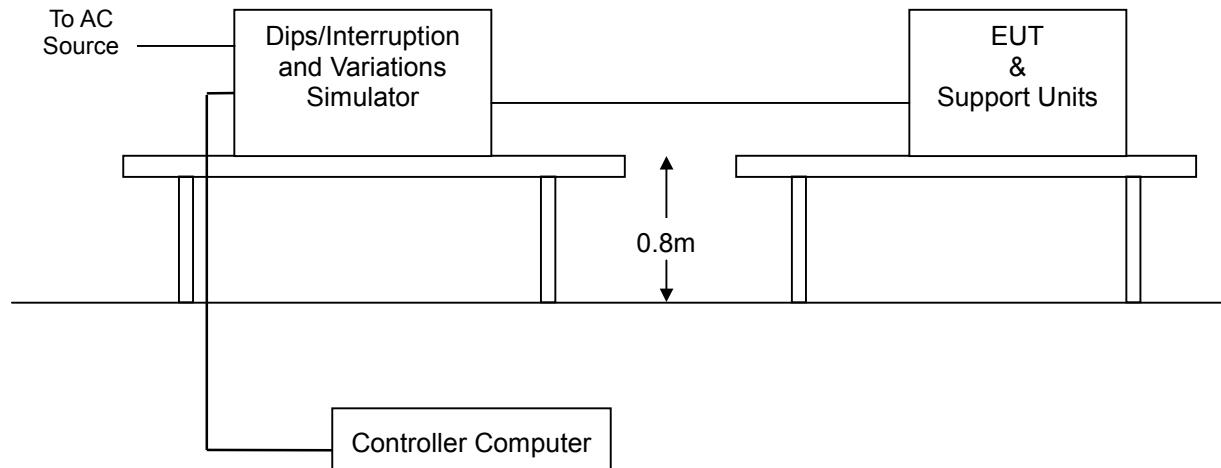 To AC
Source
Dips/Interruption
and Variations
Simulator
EUT
&
Support Units
0.8m
Controller Computer